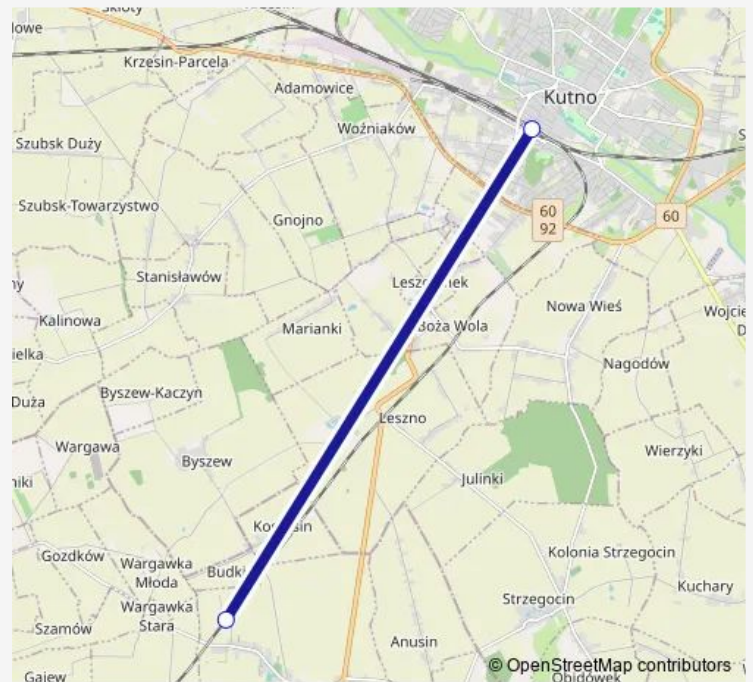 Kutno
Krzesin-Parcela
Adamowice
Woźniaków
Szubsk Duży
Szubsk-Towarzystwo
Gnojno
60
92
60
Stanisławów
Nowa Wieś
Kalinowa
Marianki
Boża Wola
Nagodów
Byszew-Kaczyn
Duża
Leszno
Wargawa
Byszew
Wierzyki
Julinki
Gozdków
Wargawka
Młoda
Kolonia Strzegocin
Kuchary
Wargawka
Stara
Strzegocin
Szamów
Anusin
© OpenStreetMap contributors
Gajew
Obidówek